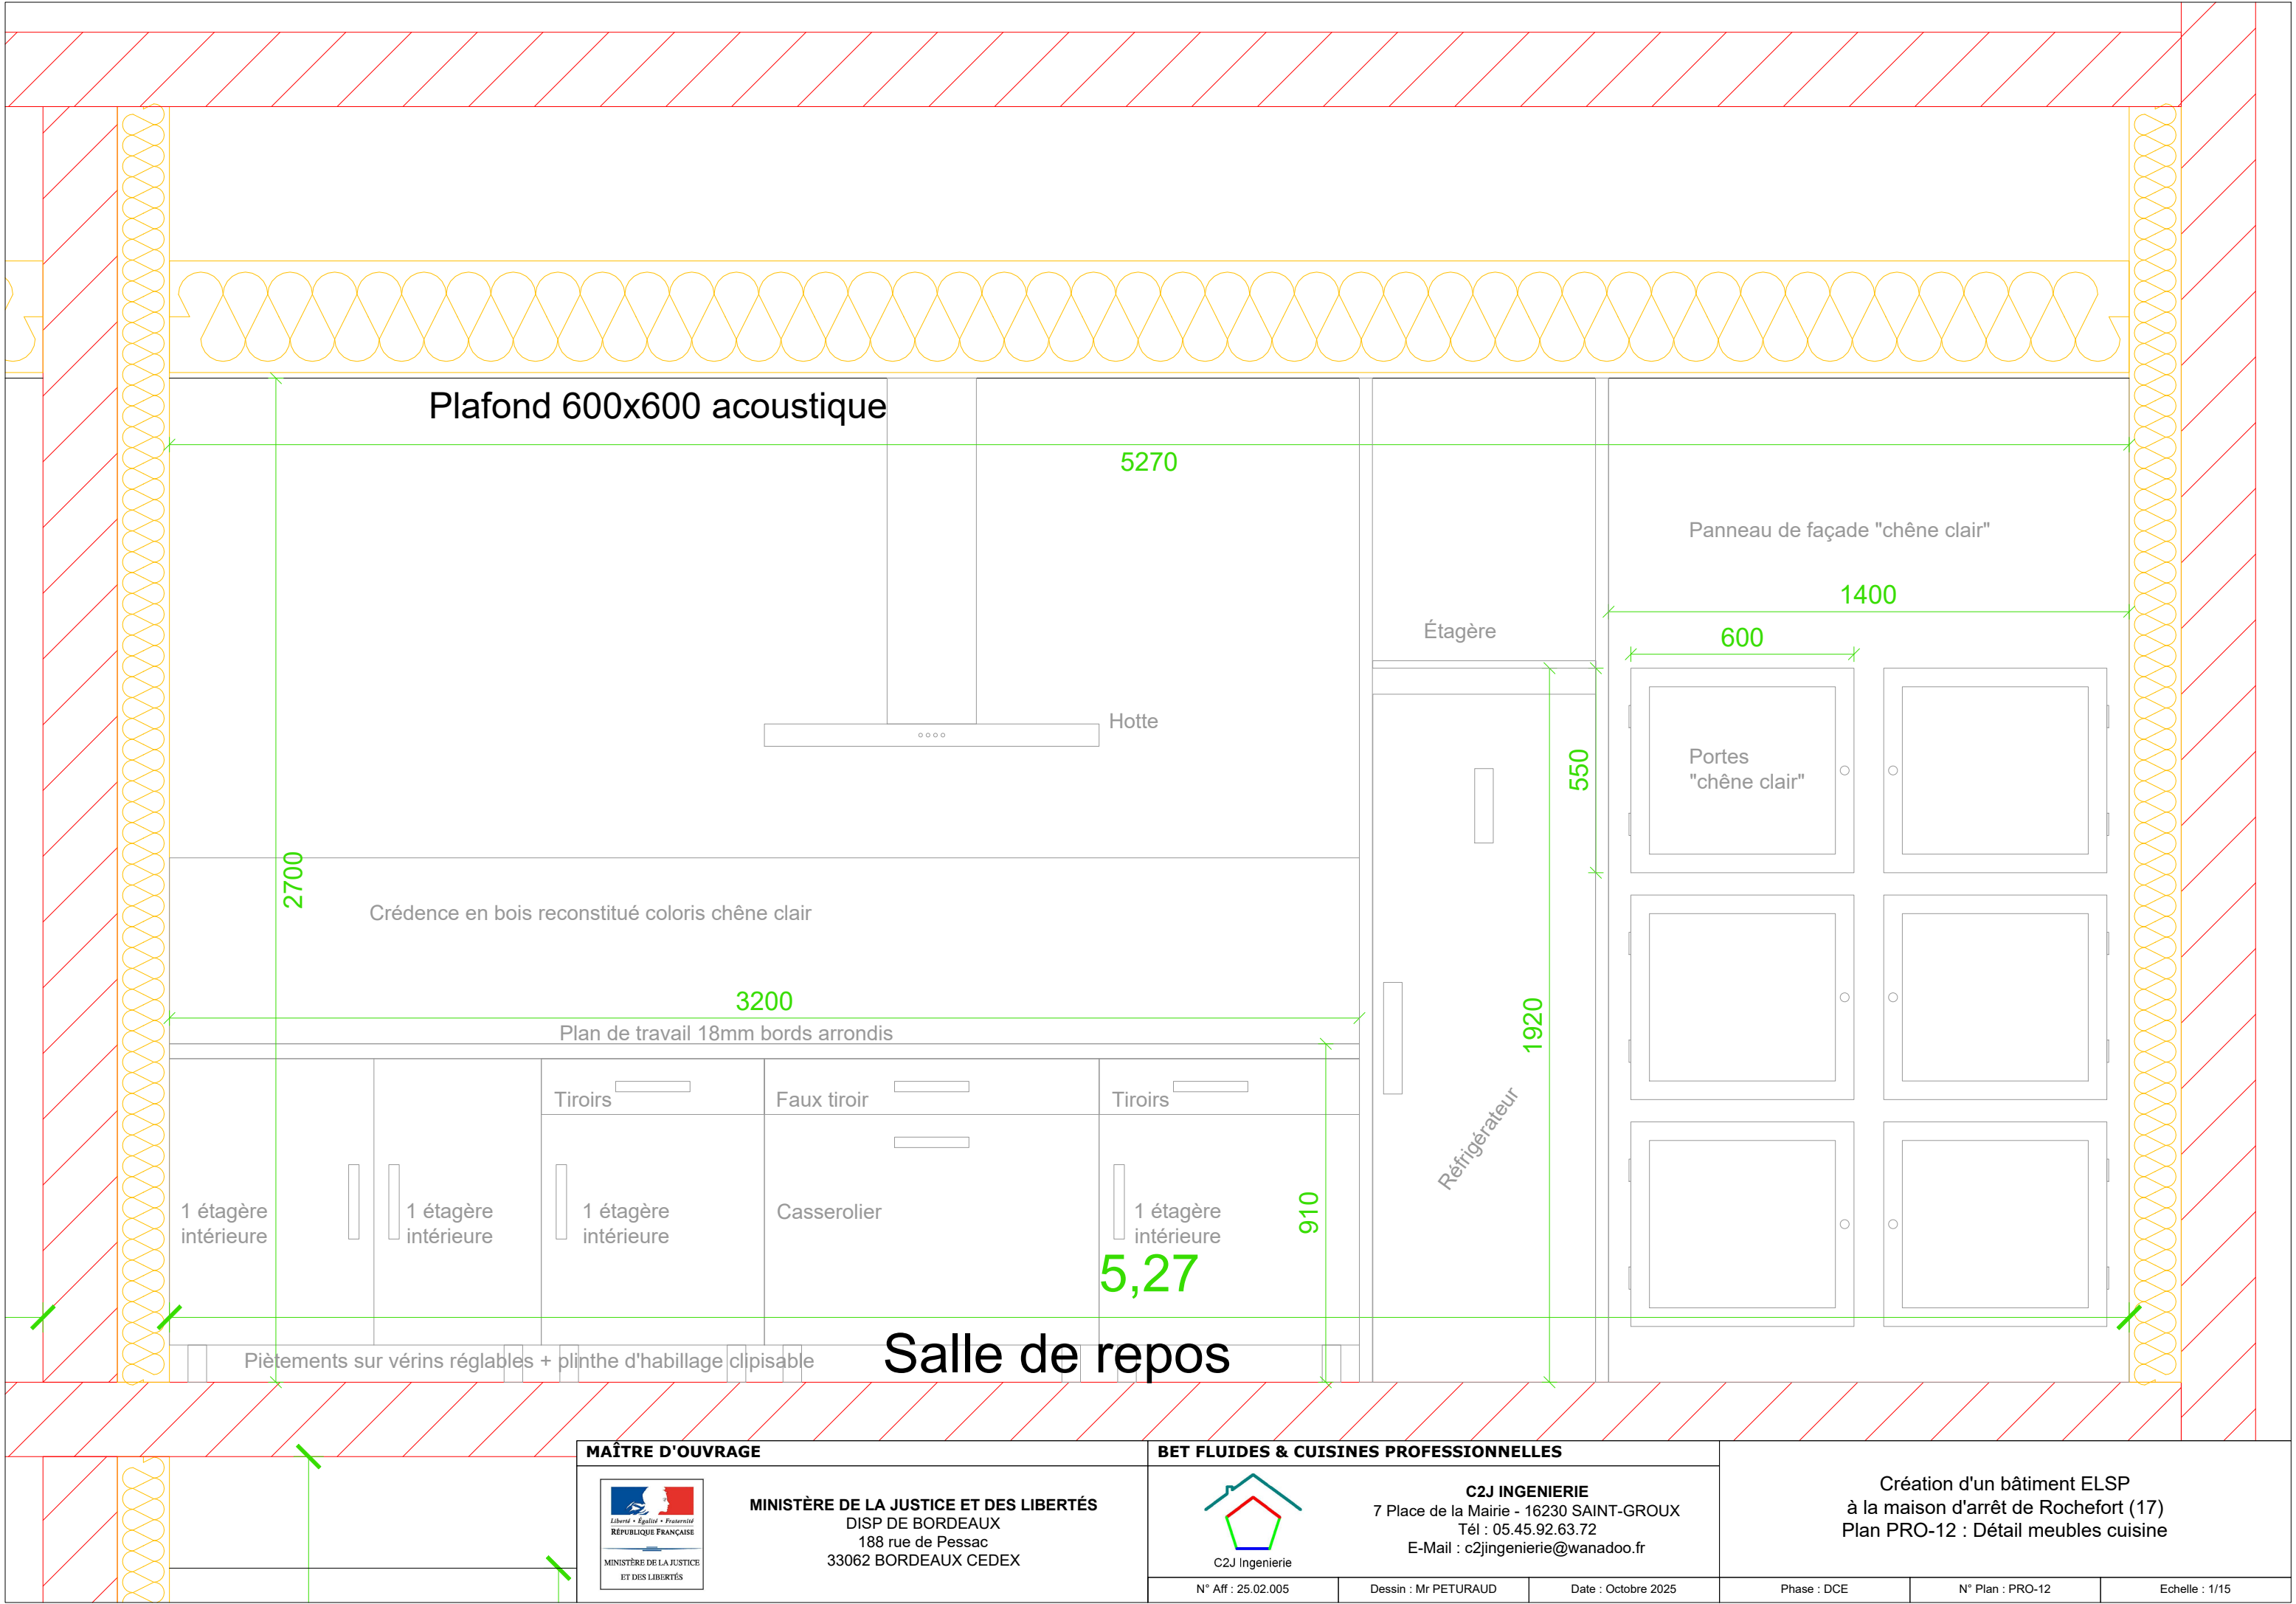 Plafond 600x600 acoustique
5270
Panneau de façade "chêne clair"
1400
Étagère
600
Hotte
Portes
"chêne clair"
550
2700
Crédence en bois reconstitué coloris chêne clair
3200
1920
Plan de travail 18mm bords arrondis
Tiroirs
Faux tiroir
Tiroirs
Réfrigérateur
1 étagère
intérieure
1 étagère
intérieure
1 étagère
intérieure
Casserolier
1 étagère
intérieure
910
5,27
Piètements sur vérins réglables + plinthe d'habillage clipisable
Salle de repos
MAÎTRE D'OUVRAGE
Liberté • Égalité • Fraternité
RÉPUBLIQUE FRANÇAISE
MINISTÈRE DE LA JUSTICE
ET DES LIBERTÉS
MINISTÈRE DE LA JUSTICE ET DES LIBERTÉS
DISP DE BORDEAUX
188 rue de Pessac
33062 BORDEAUX CEDEX
BET FLUIDES & CUISINES PROFESSIONNELLES
C2J Ingenierie
C2J INGENIERIE
7 Place de la Mairie - 16230 SAINT-GROUX
Tél : 05.45.92.63.72
E-Mail : c2jingenierie@wanadoo.fr
Création d'un bâtiment ELSP
à la maison d'arrêt de Rochefort (17)
Plan PRO-12 : Détail meubles cuisine
N° Aff : 25.02.005
Dessin : Mr PETURAUD
Date : Octobre 2025
Phase : DCE
N° Plan : PRO-12
Echelle : 1/15